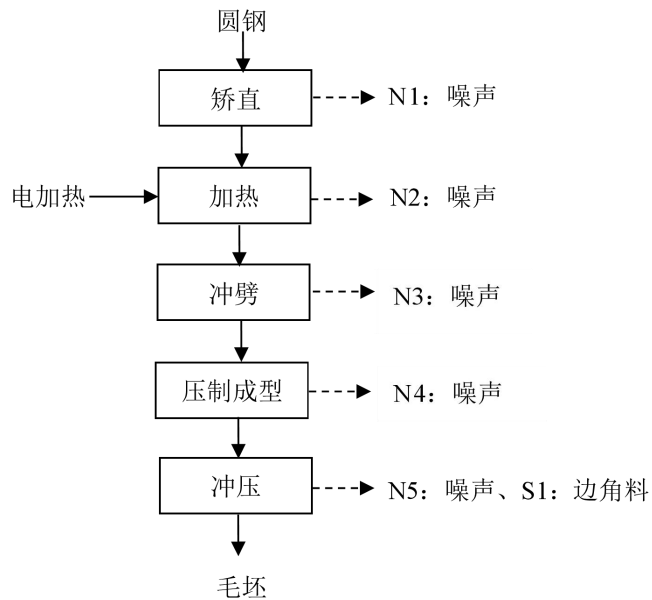 圆钢
矫直
N1：噪声
电加热
加热
N2：噪声
冲劈
N3：噪声
压制成型
N4：噪声
冲压
N5：噪声、S1：边角料
毛坯